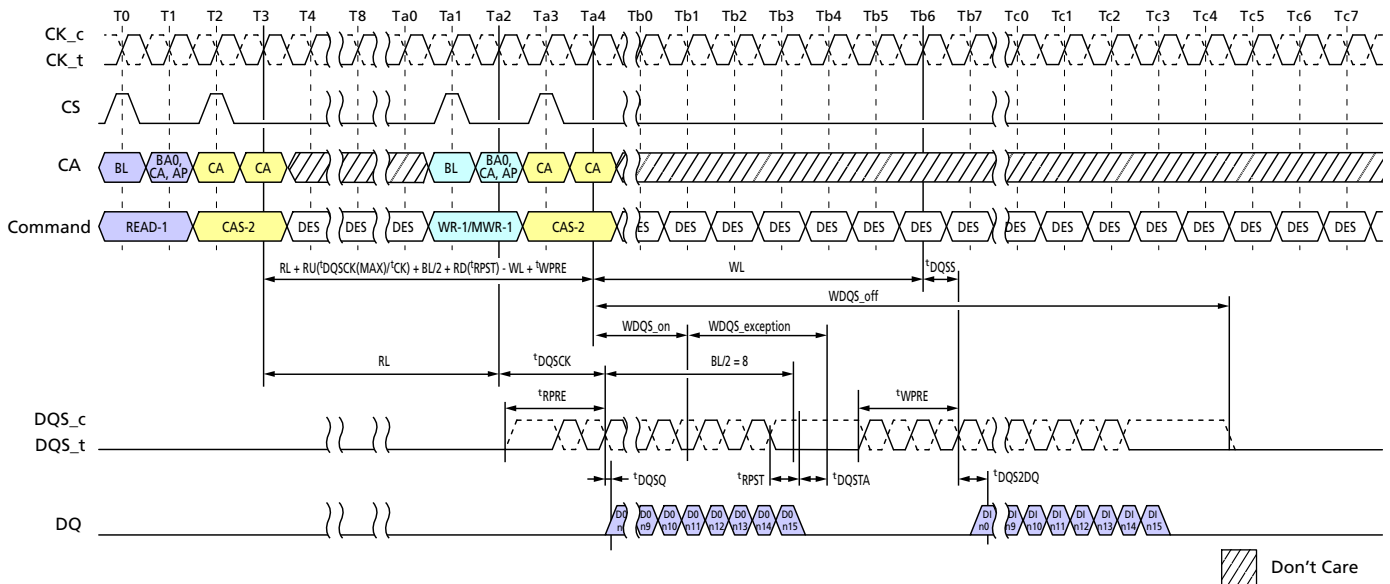 T0 T1 T2 T3 T4 T8 Ta0 Ta1 Ta2 Ta3 Ta4 Tb0 Tb1 Tb2 Tb3 Tb4 Tb5 Tb6 Tb7 Tc0 Tc1 Tc2 Tc3 Tc4 Tc5 Tc6 Tc7
CK_c
CK_t
CS
CA BL BA0, CA, AP CA CA BL BA0, CA, AP CA CA
Command READ-1 CAS-2 DES DES DES WR-1/MWR-1 CAS-2 DES DES DES DES DES DES DES DES DES DES DES DES DES DES DES DES
RL + RU(tDQSCK(MAX)/tCK) + BL/2 + RD(tRPST) - WL + tWPRE WL tDQSS
WDQS_off
WDQS_on WDQS_exception
RL tDQSCK BL/2 = 8
tRPRE tWPRE
DQS_c
DQS_t
tDQSQ tRPST tDQSTA tDQS2DQ
DQ D0 n D0 n9 D0 n10 D0 n11 D0 n12 D0 n13 D0 n14 D0 n15 DI n0 DI n9 DI n10 DI n11 DI n12 DI n13 DI n14 DI n15
Don't Care